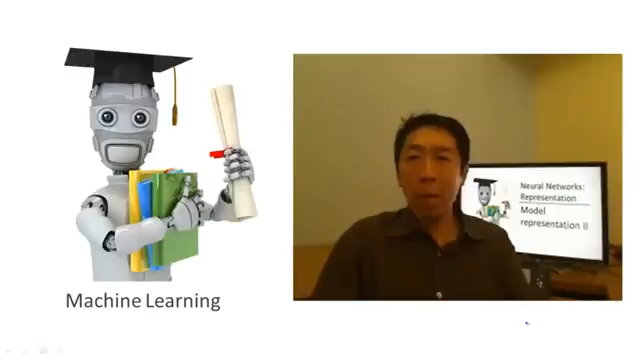 Machine Learning
Neural Networks:
Representation
Model
representation II